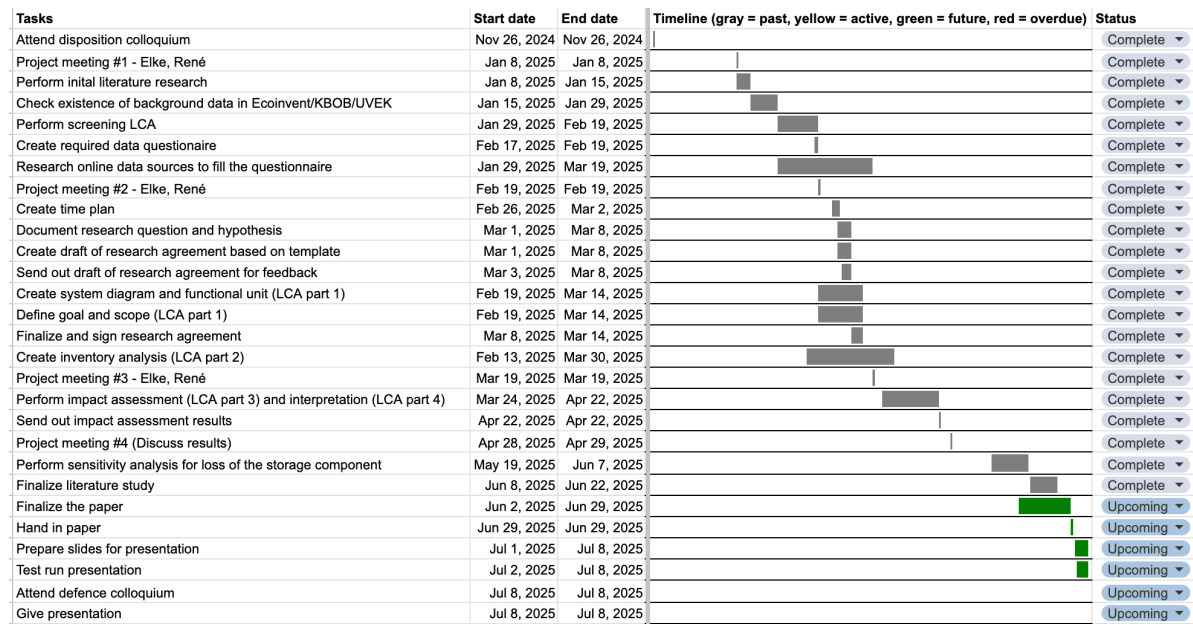 Tasks Start date End date Timeline (gray = past, yellow = active, green = future, red = overdue) Status
Attend disposition colloquium Nov 26, 2024 Nov 26, 2024 Complete
Project meeting #1 - Elke, René Jan 8, 2025 Jan 8, 2025 Complete
Perform inital literature research Jan 8, 2025 Jan 15, 2025 Complete
Check existence of background data in Ecoinvent/KBOB/UVEK Jan 15, 2025 Jan 29, 2025 Complete
Perform screening LCA Jan 29, 2025 Feb 19, 2025 Complete
Create required data questionaire Feb 17, 2025 Feb 19, 2025 Complete
Research online data sources to fill the questionnaire Jan 29, 2025 Mar 19, 2025 Complete
Project meeting #2 - Elke, René Feb 19, 2025 Feb 19, 2025 Complete
Create time plan Feb 26, 2025 Mar 2, 2025 Complete
Document research question and hypothesis Mar 1, 2025 Mar 8, 2025 Complete
Create draft of research agreement based on template Mar 1, 2025 Mar 8, 2025 Complete
Send out draft of research agreement for feedback Mar 3, 2025 Mar 8, 2025 Complete
Create system diagram and functional unit (LCA part 1) Feb 19, 2025 Mar 14, 2025 Complete
Define goal and scope (LCA part 1) Feb 19, 2025 Mar 14, 2025 Complete
Finalize and sign research agreement Mar 8, 2025 Mar 14, 2025 Complete
Create inventory analysis (LCA part 2) Feb 13, 2025 Mar 30, 2025 Complete
Project meeting #3 - Elke, René Mar 19, 2025 Mar 19, 2025 Complete
Perform impact assessment (LCA part 3) and interpretation (LCA part 4) Mar 24, 2025 Apr 22, 2025 Complete
Send out impact assessment results Apr 22, 2025 Apr 22, 2025 Complete
Project meeting #4 (Discuss results) Apr 28, 2025 Apr 29, 2025 Complete
Perform sensitivity analysis for loss of the storage component May 19, 2025 Jun 7, 2025 Complete
Finalize literature study Jun 8, 2025 Jun 22, 2025 Complete
Finalize the paper Jun 2, 2025 Jun 29, 2025 Upcoming
Hand in paper Jun 29, 2025 Jun 29, 2025 Upcoming
Prepare slides for presentation Jul 1, 2025 Jul 8, 2025 Upcoming
Test run presentation Jul 2, 2025 Jul 8, 2025 Upcoming
Attend defence colloquium Jul 8, 2025 Jul 8, 2025 Upcoming
Give presentation Jul 8, 2025 Jul 8, 2025 Upcoming